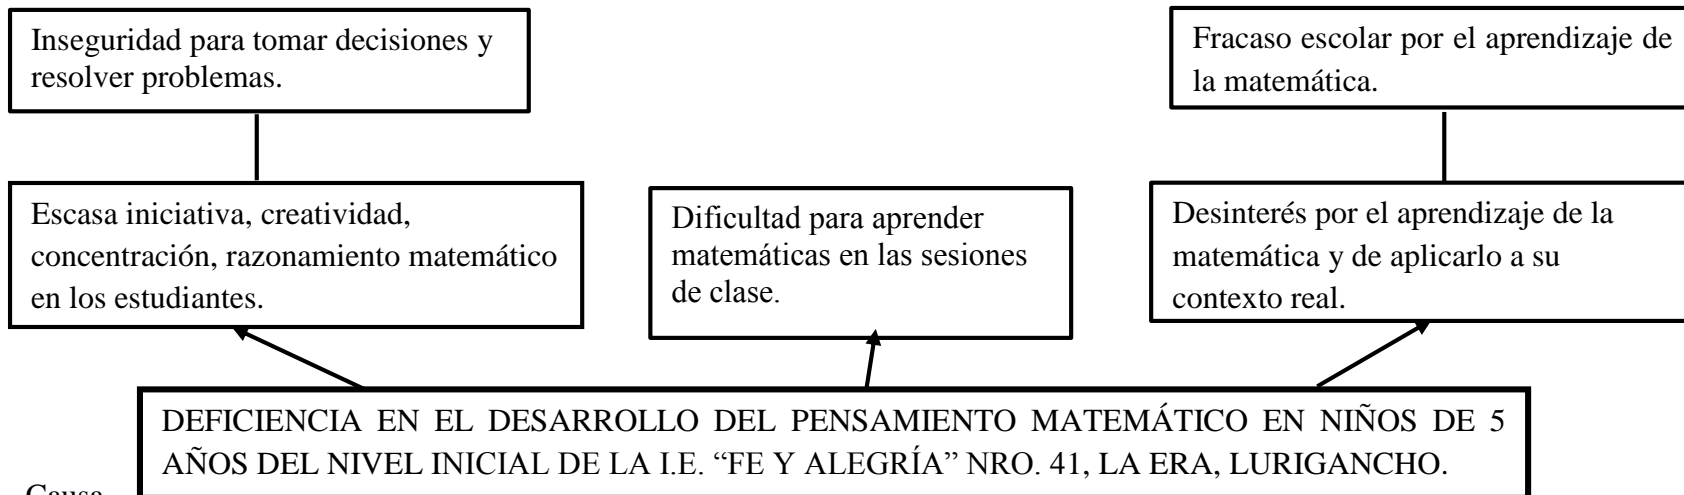 Inseguridad para tomar decisiones y
resolver problemas.
Fracaso escolar por el aprendizaje de
la matemática.
Escasa iniciativa, creatividad,
concentración, razonamiento matemático
en los estudiantes.
Dificultad para aprender
matemáticas en las sesiones
de clase.
Desinterés por el aprendizaje de la
matemática y de aplicarlo a su
contexto real.
DEFICIENCIA EN EL DESARROLLO DEL PENSAMIENTO MATEMÁTICO EN NIÑOS DE 5
AÑOS DEL NIVEL INICIAL DE LA I.E. “FE Y ALEGRÍA” NRO. 41, LA ERA, LURIGANCHO.
Causa